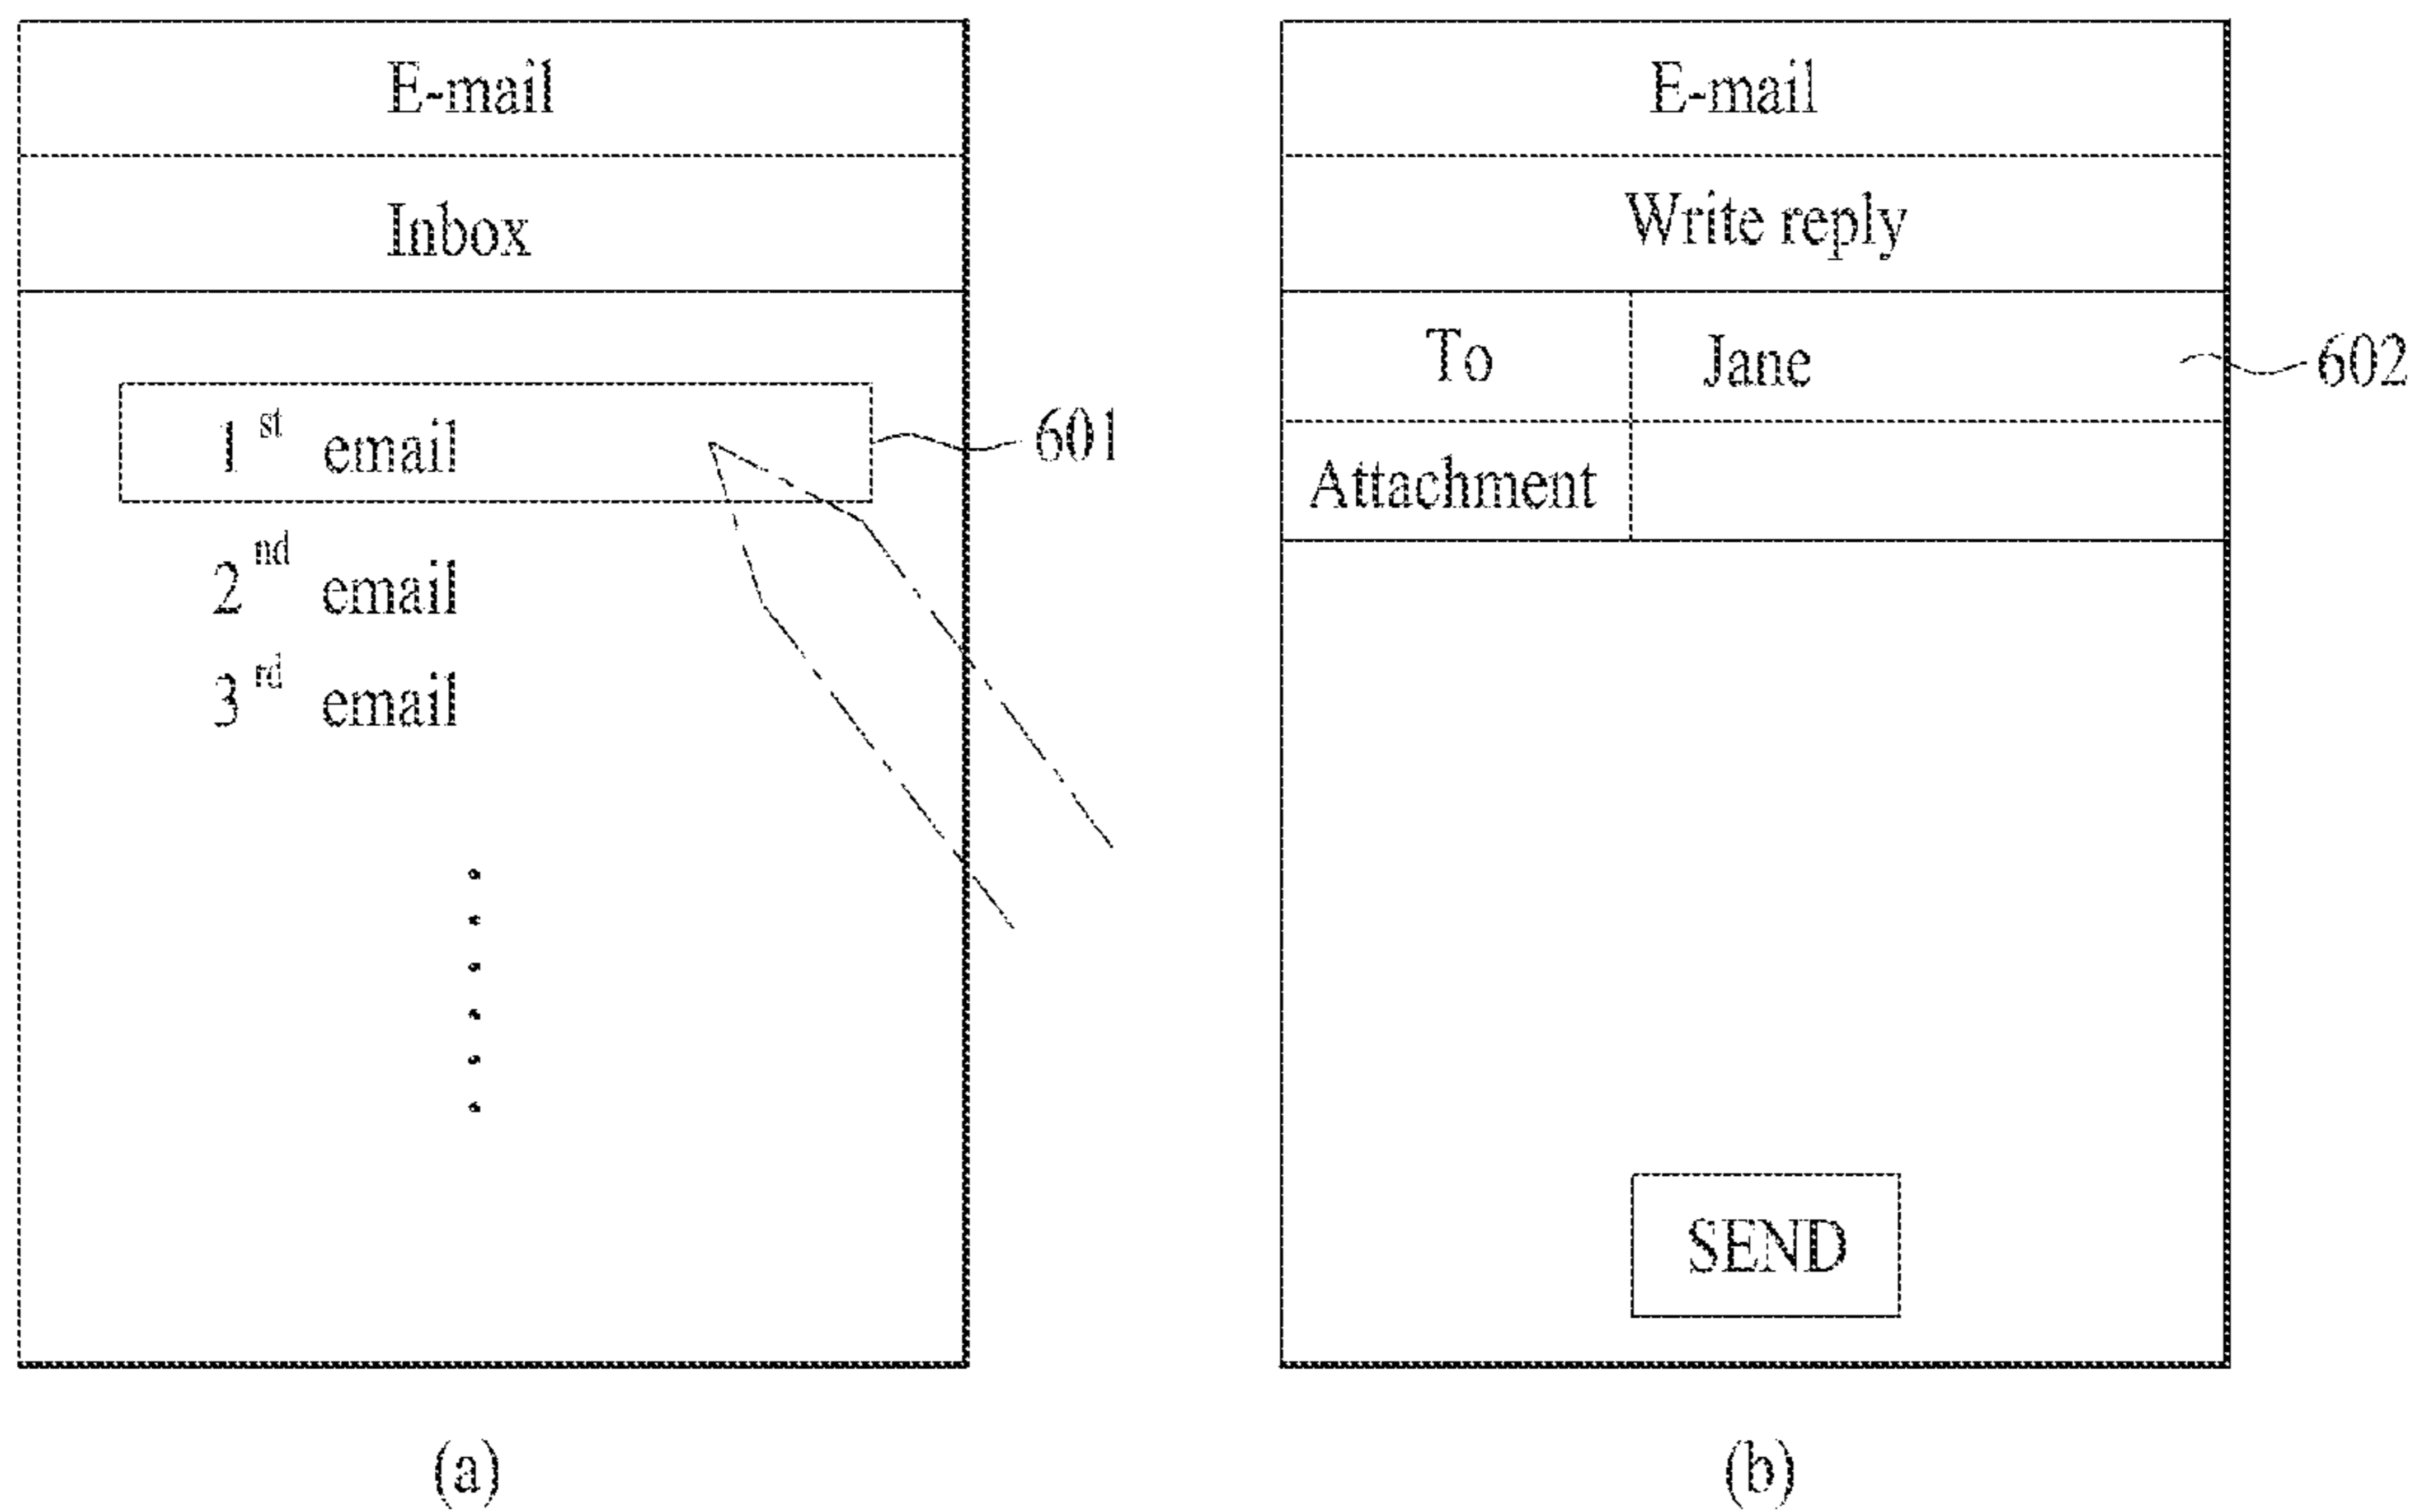 E-mail
Inbox
1st email
601
2nd email
3rd email
(a)
E-mail
Write reply
To Jane
602
Attachment
SEND
(b)